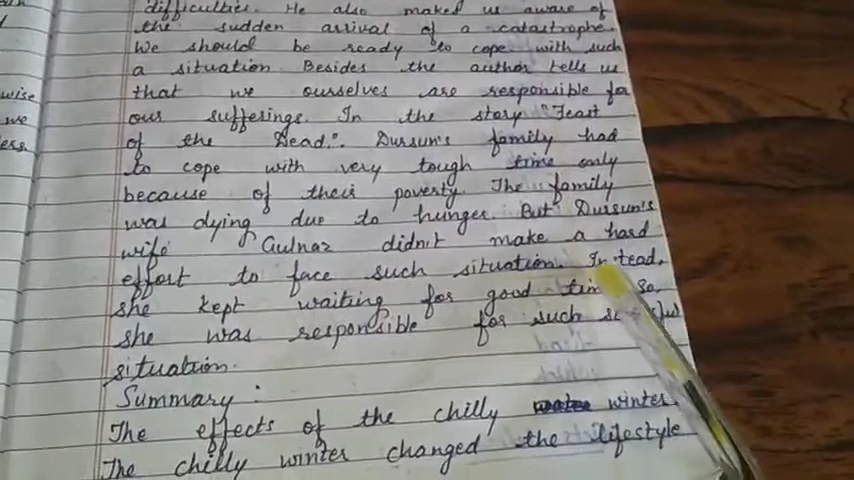 wise
we
difficulties. He also makes us aware of
the sudden arrival of a catastrophe.
We should be ready to cope with such
a situation. Besides the author tells us
that we ourselves are responsible for
our sufferings. In the story "Feast
of the Dead.". Dursun's family had
to cope with very tough time only
because of their poverty. The family
was dying due to hunger. But Dursun's
wife Gulnaz didn't make a hard
effort to face such situation. Intead,
she kept waiting for good tim So,
she was responsible for such
situation.
Summary :
The effects of the chilly winter.
The chilly winter changed the lifestyle